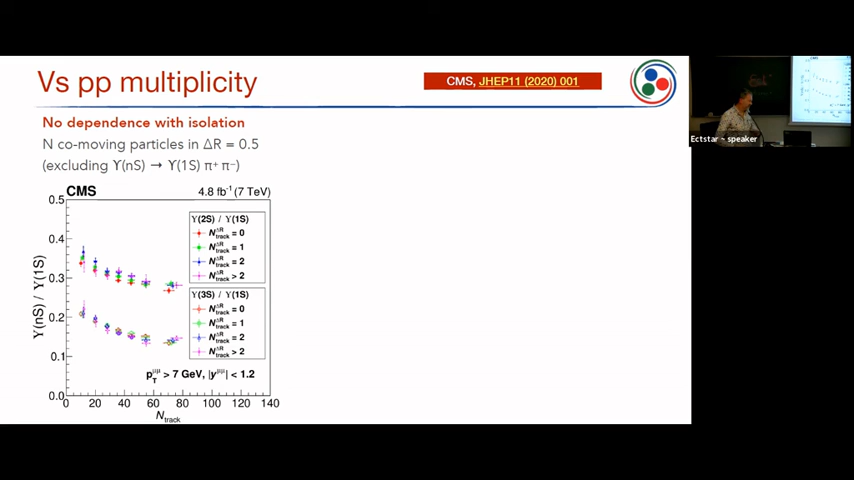 Vs pp multiplicity
CMS, JHEP11 (2020) 001
No dependence with isolation
N co-moving particles in ΔR = 0.5
(excluding ϒ(nS) → ϒ(1S) π⁺ π⁻)
CMS
4.8 fb⁻¹ (7 TeV)
ϒ(nS) / ϒ(1S)
0.5
0.4
0.3
0.2
0.1
0.0
ϒ(2S) / ϒ(1S)
N^ΔR_track = 0
N^ΔR_track = 1
N^ΔR_track = 2
N^ΔR_track > 2
ϒ(3S) / ϒ(1S)
N^ΔR_track = 0
N^ΔR_track = 1
N^ΔR_track = 2
N^ΔR_track > 2
p_T^μμ > 7 GeV, |y^μμ| < 1.2
0 20 40 60 80 100 120 140
N_track
Ectstar ~ speaker